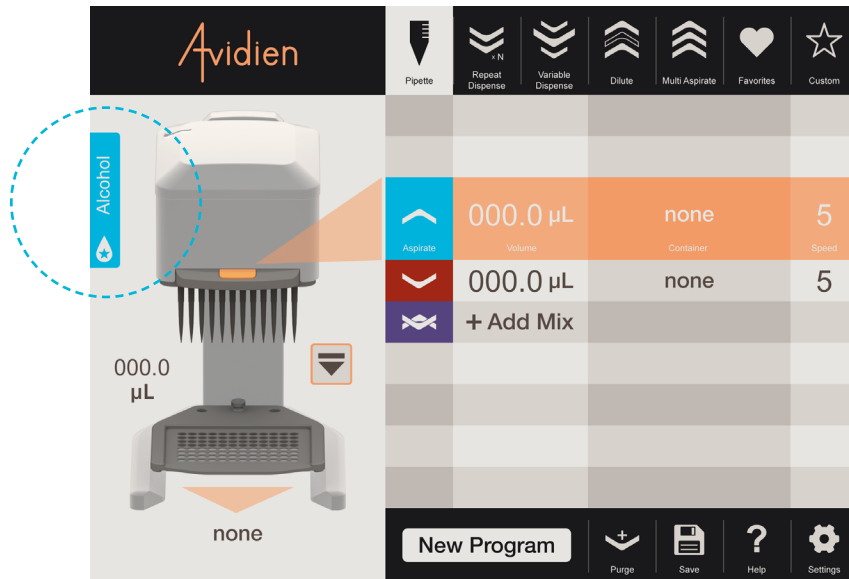 Avidien
Pipette
x N
Repeat
Dispense
Variable
Dispense
Dilute
Multi Aspirate
Favorites
Custom
Alcohol
Aspirate
000.0 µL
Volume
none
Container
5
Speed
000.0 µL
none
5
+ Add Mix
000.0
µL
none
New Program
+
Purge
Save
?
Help
Settings